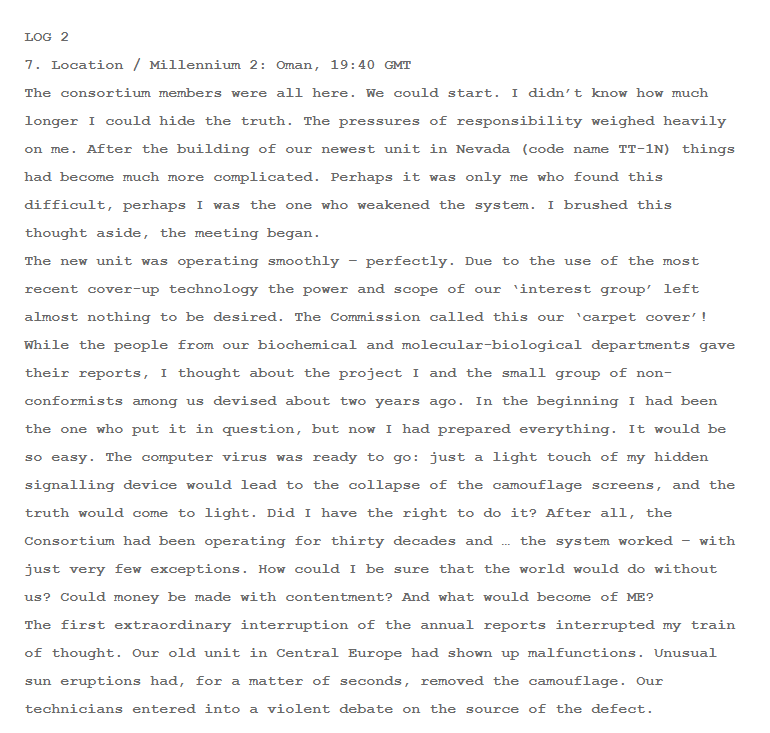 LOG 2
7. Location / Millennium 2: Oman, 19:40 GMT
The consortium members were all here. We could start. I didn’t know how much
longer I could hide the truth. The pressures of responsibility weighed heavily
on me. After the building of our newest unit in Nevada (code name TT-1N) things
had become much more complicated. Perhaps it was only me who found this
difficult, perhaps I was the one who weakened the system. I brushed this
thought aside, the meeting began.
The new unit was operating smoothly – perfectly. Due to the use of the most
recent cover-up technology the power and scope of our ‘interest group’ left
almost nothing to be desired. The Commission called this our ‘carpet cover’!
While the people from our biochemical and molecular-biological departments gave
their reports, I thought about the project I and the small group of non-
conformists among us devised about two years ago. In the beginning I had been
the one who put it in question, but now I had prepared everything. It would be
so easy. The computer virus was ready to go: just a light touch of my hidden
signalling device would lead to the collapse of the camouflage screens, and the
truth would come to light. Did I have the right to do it? After all, the
Consortium had been operating for thirty decades and … the system worked – with
just very few exceptions. How could I be sure that the world would do without
us? Could money be made with contentment? And what would become of ME?
The first extraordinary interruption of the annual reports interrupted my train
of thought. Our old unit in Central Europe had shown up malfunctions. Unusual
sun eruptions had, for a matter of seconds, removed the camouflage. Our
technicians entered into a violent debate on the source of the defect.